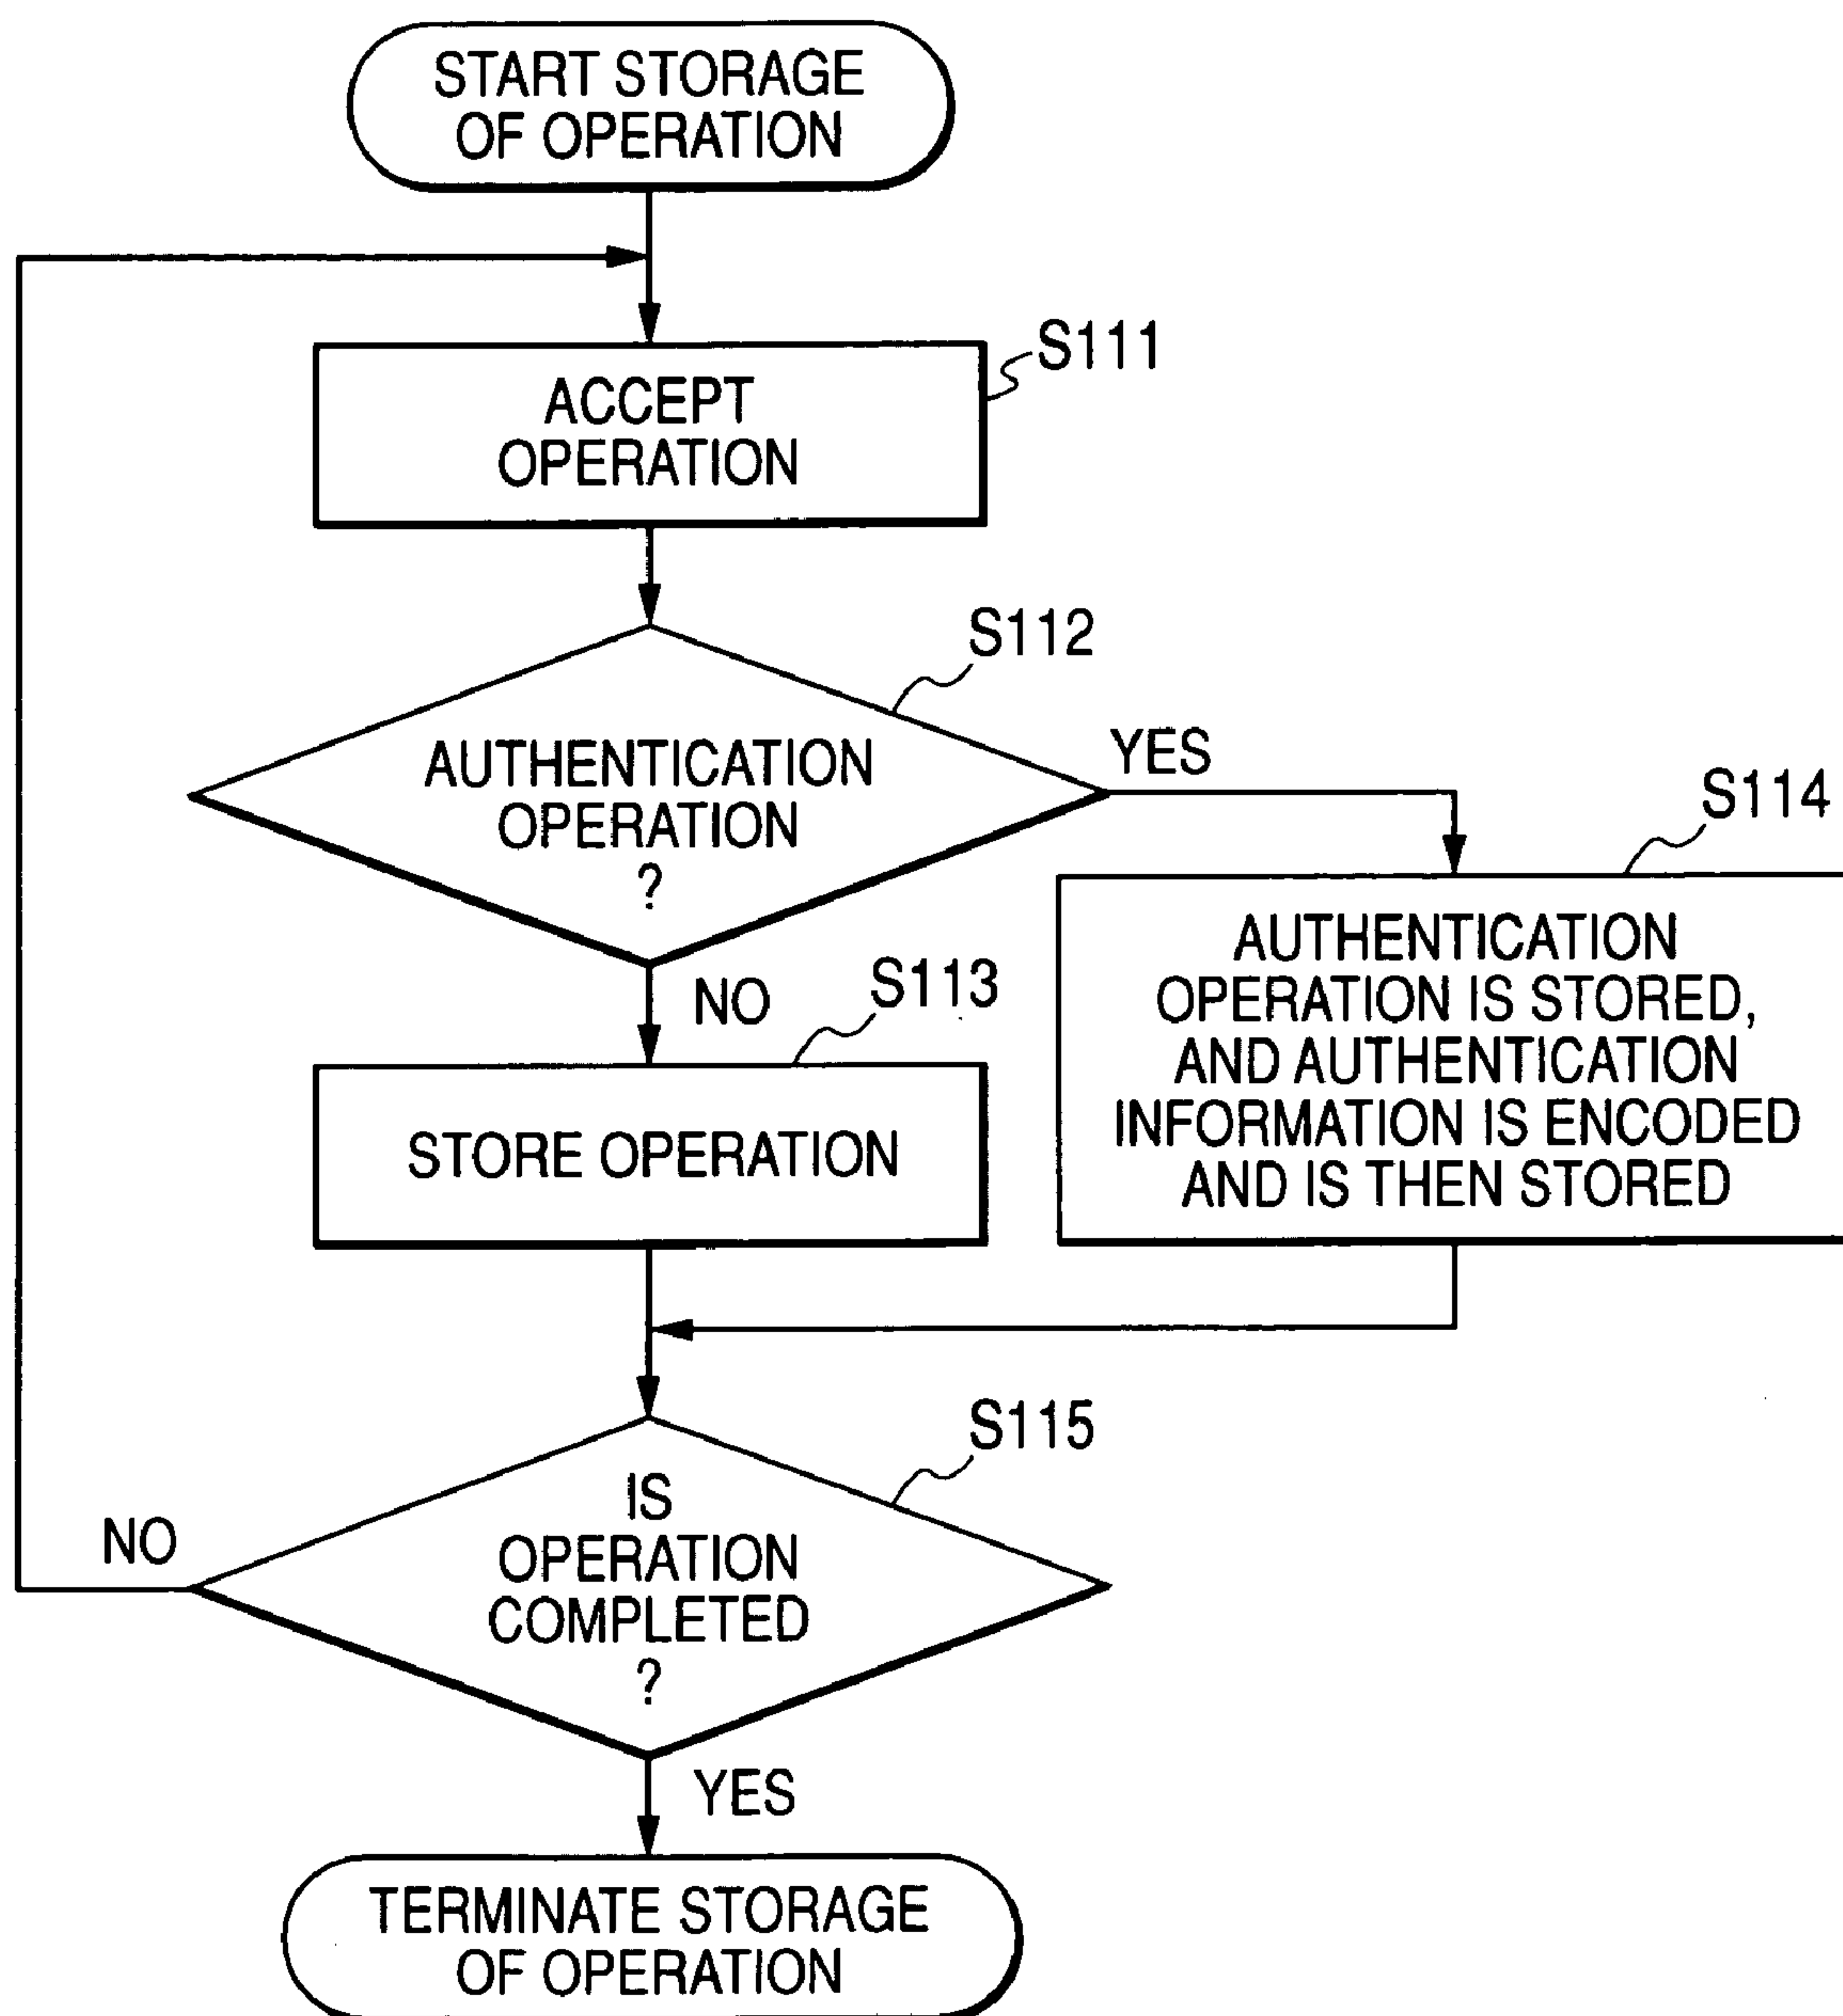 START STORAGE
OF OPERATION
S111
ACCEPT
OPERATION
S112
AUTHENTICATION
OPERATION
?
YES
S114
AUTHENTICATION
OPERATION IS STORED,
AND AUTHENTICATION
INFORMATION IS ENCODED
AND IS THEN STORED
NO
S113
STORE OPERATION
S115
IS
OPERATION
COMPLETED
?
NO
YES
TERMINATE STORAGE
OF OPERATION